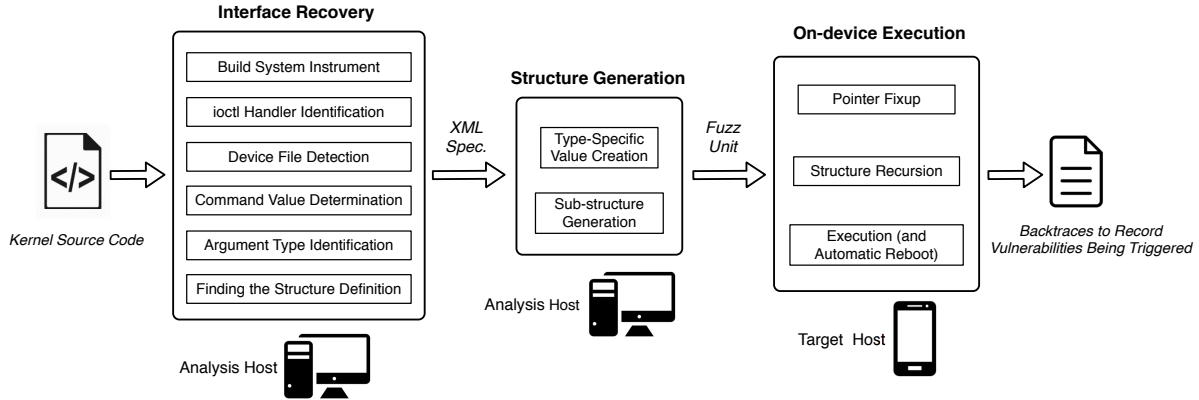 Interface Recovery
Build System Instrument
ioctl Handler Identification
Device File Detection
Command Value Determination
Argument Type Identification
Finding the Structure Definition
Analysis Host
</>
Kernel Source Code
XML
Spec.
Structure Generation
Type-Specific
Value Creation
Sub-structure
Generation
Analysis Host
Fuzz
Unit
On-device Execution
Pointer Fixup
Structure Recursion
Execution (and
Automatic Reboot)
Target Host
Backtraces to Record
Vulnerabilities Being Triggered